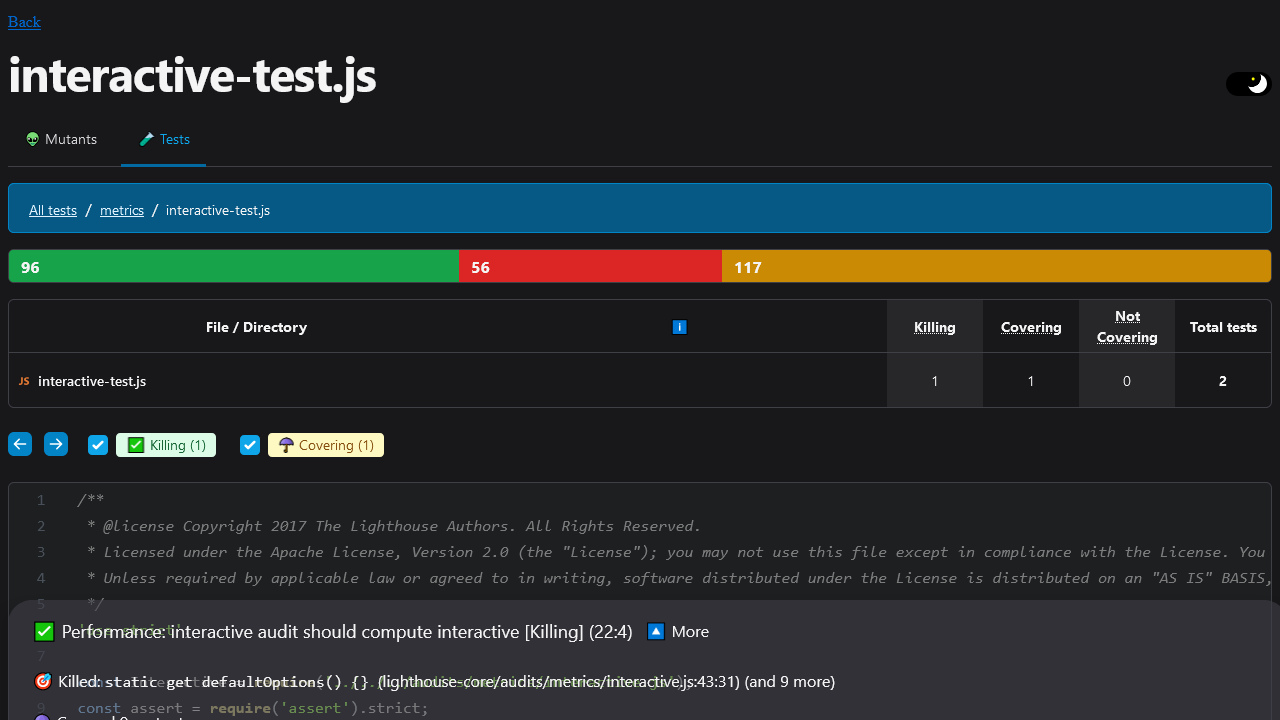 Back
interactive-test.js
👽 Mutants 🧪 Tests
All tests / metrics / interactive-test.js
96 56 117
File / Directory ℹ Killing Covering Not Covering Total tests
JS interactive-test.js 1 1 0 2
✅ Killing (1) ☂ Covering (1)
1 /**
2 * @license Copyright 2017 The Lighthouse Authors. All Rights Reserved.
3 * Licensed under the Apache License, Version 2.0 (the "License"); you may not use this file except in compliance with the License. You
4 * Unless required by applicable law or agreed to in writing, software distributed under the License is distributed on an "AS IS" BASIS,
5 */
✅ Performance: interactive audit should compute interactive [Killing] (22:4) 🔼 More
7
🎯 Killed: static get defaultOptions() {} (lighthouse-core/audits/metrics/interactive.js:43:31) (and 9 more)
9 const assert = require('assert').strict;